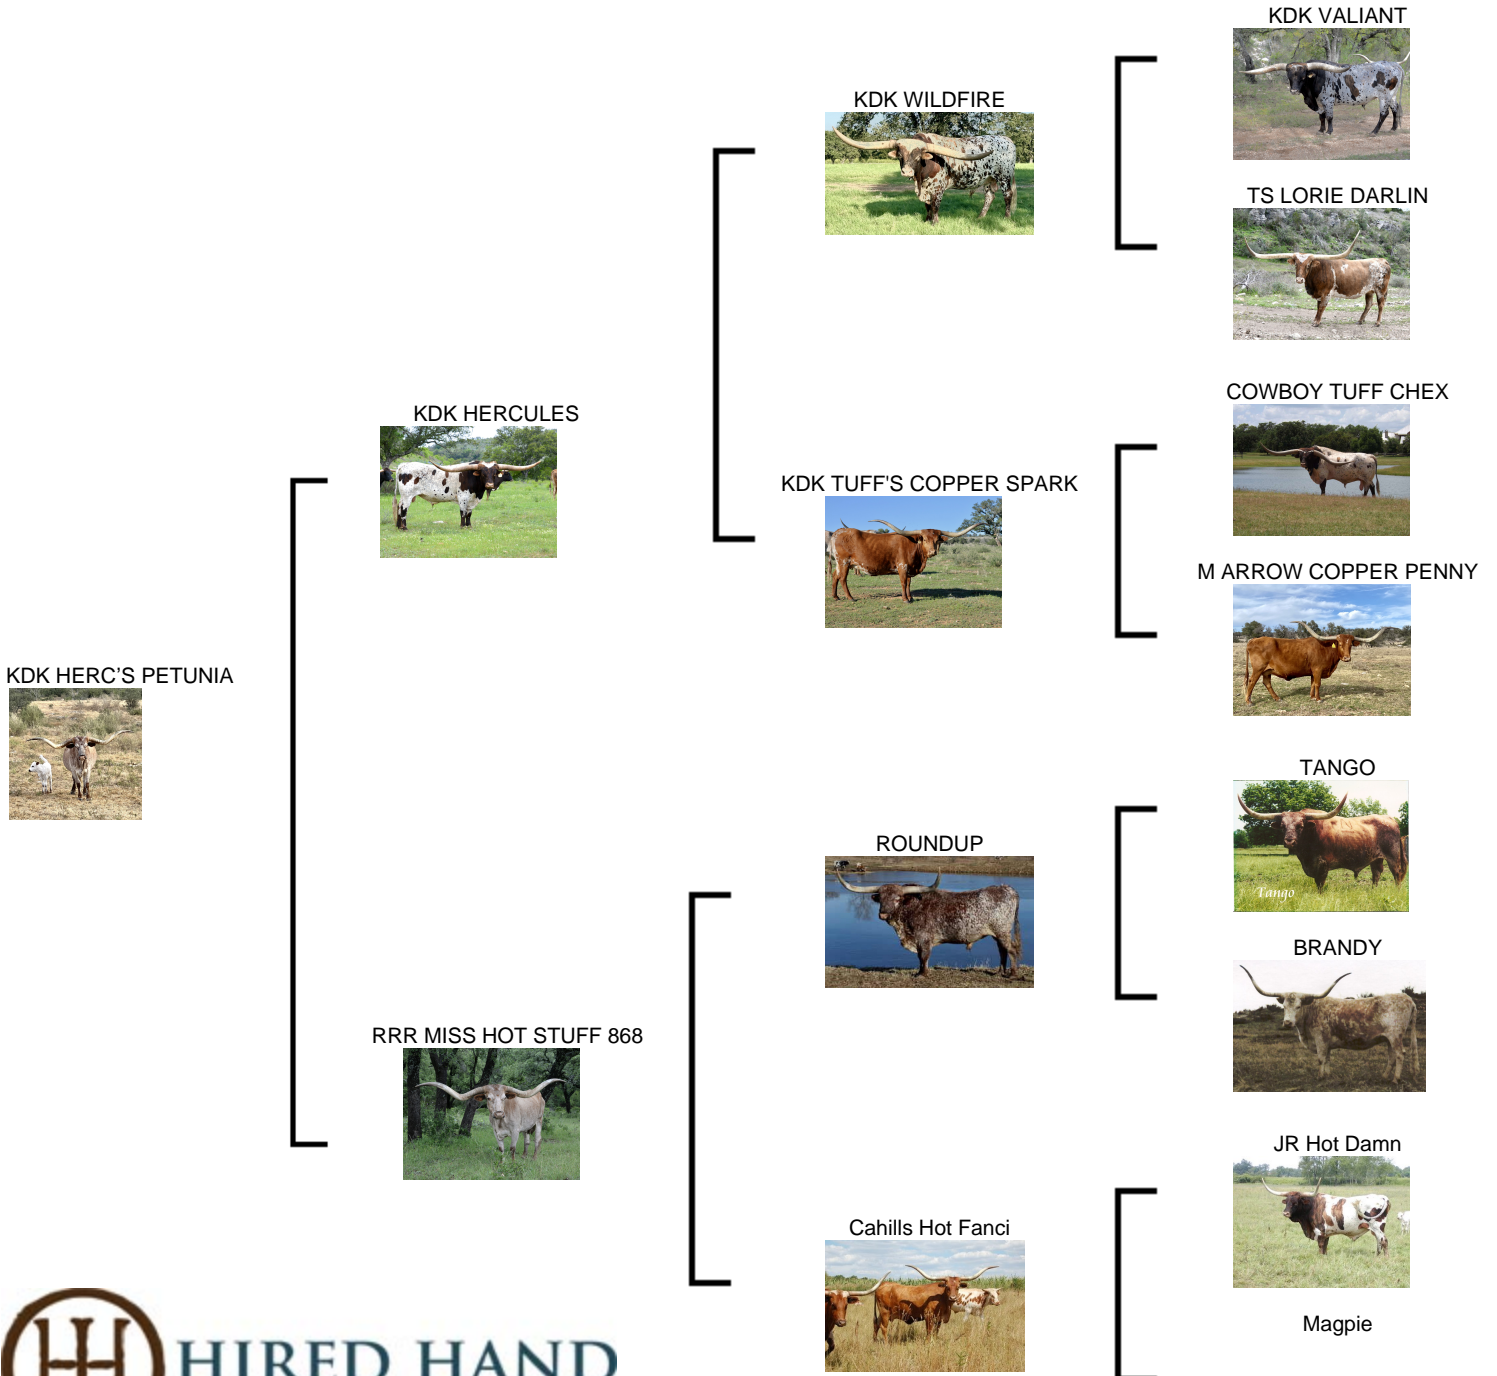 KDK VALIANT
KDK WILDFIRE
TS LORIE DARLIN
COWBOY TUFF CHEX
KDK HERCULES
KDK TUFF'S COPPER SPARK
M ARROW COPPER PENNY
KDK HERC'S PETUNIA
TANGO
Tango
ROUNDUP
BRANDY
RRR MISS HOT STUFF 868
JR Hot Damn
Cahills Hot Fanci
Magpie
HIRED HAND